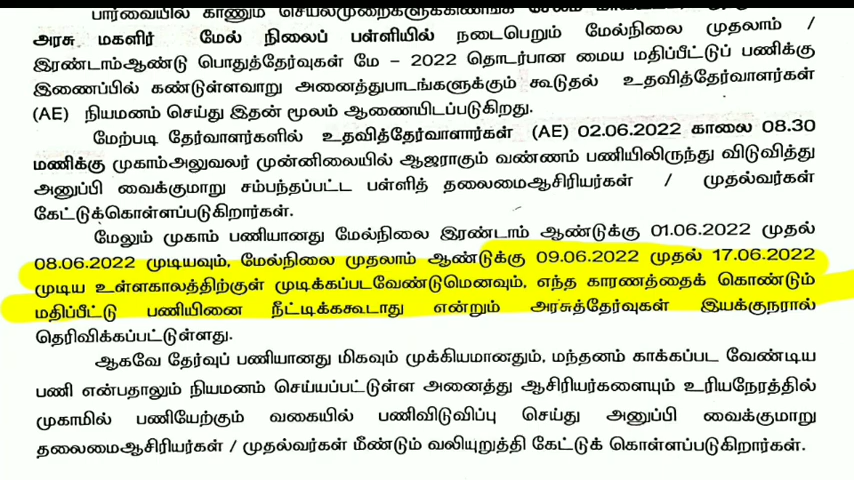 பார்வையில் காணும் செயல்முறைகளுக்கிணங்க சேலம்
அரசு மகளிர் மேல் நிலைப் பள்ளியில் நடைபெறும் மேல்நிலை முதலாம் /
இரண்டாம்ஆண்டு பொதுத்தேர்வுகள் மே – 2022 தொடர்பான மைய மதிப்பீட்டுப் பணிக்கு
இணைப்பில் கண்டுள்ளவாறு அனைத்துபாடங்களுக்கும் கூடுதல் உதவித்தேர்வாளர்கள்
(AE) நியமனம் செய்து இதன் மூலம் ஆணையிடப்படுகிறது.
மேற்படி தேர்வாளர்களில் உதவித்தேர்வாளார்கள் (AE) 02.06.2022 காலை 08.30
மணிக்கு முகாம்அலுவலர் முன்னிலையில் ஆஜராகும் வண்ணம் பணியிலிருந்து விடுவித்து
அனுப்பி வைக்குமாறு சம்பந்தப்பட்ட பள்ளித் தலைமைஆசிரியர்கள் / முதல்வர்கள்
கேட்டுக்கொள்ளப்படுகிறார்கள்.
மேலும் முகாம் பணியானது மேல்நிலை இரண்டாம் ஆண்டுக்கு 01.06.2022 முதல்
08.06.2022 முடியவும், மேல்நிலை முதலாம் ஆண்டுக்கு 09.06.2022 முதல் 17.06.2022
முடிய உள்ளகாலத்திற்குள் முடிக்கப்படவேண்டுமெனவும், எந்த காரணத்தைக் கொண்டும்
மதிப்பீட்டு பணியினை நீட்டிக்ககூடாது என்றும் அரசுத்தேர்வுகள் இயக்குநரால்
தெரிவிக்கப்பட்டுள்ளது.
ஆகவே தேர்வுப் பணியானது மிகவும் முக்கியமானதும், மந்தனம் காக்கப்பட வேண்டிய
பணி என்பதாலும் நியமனம் செய்யப்பட்டுள்ள அனைத்து ஆசிரியர்களையும் உரியநேரத்தில்
முகாமில் பணியேற்கும் வகையில் பணிவிடுவிப்பு செய்து அனுப்பி வைக்குமாறு
தலைமைஆசிரியர்கள் / முதல்வர்கள் மீண்டும் வலியுறுத்தி கேட்டுக் கொள்ளப்படுகிறார்கள்.